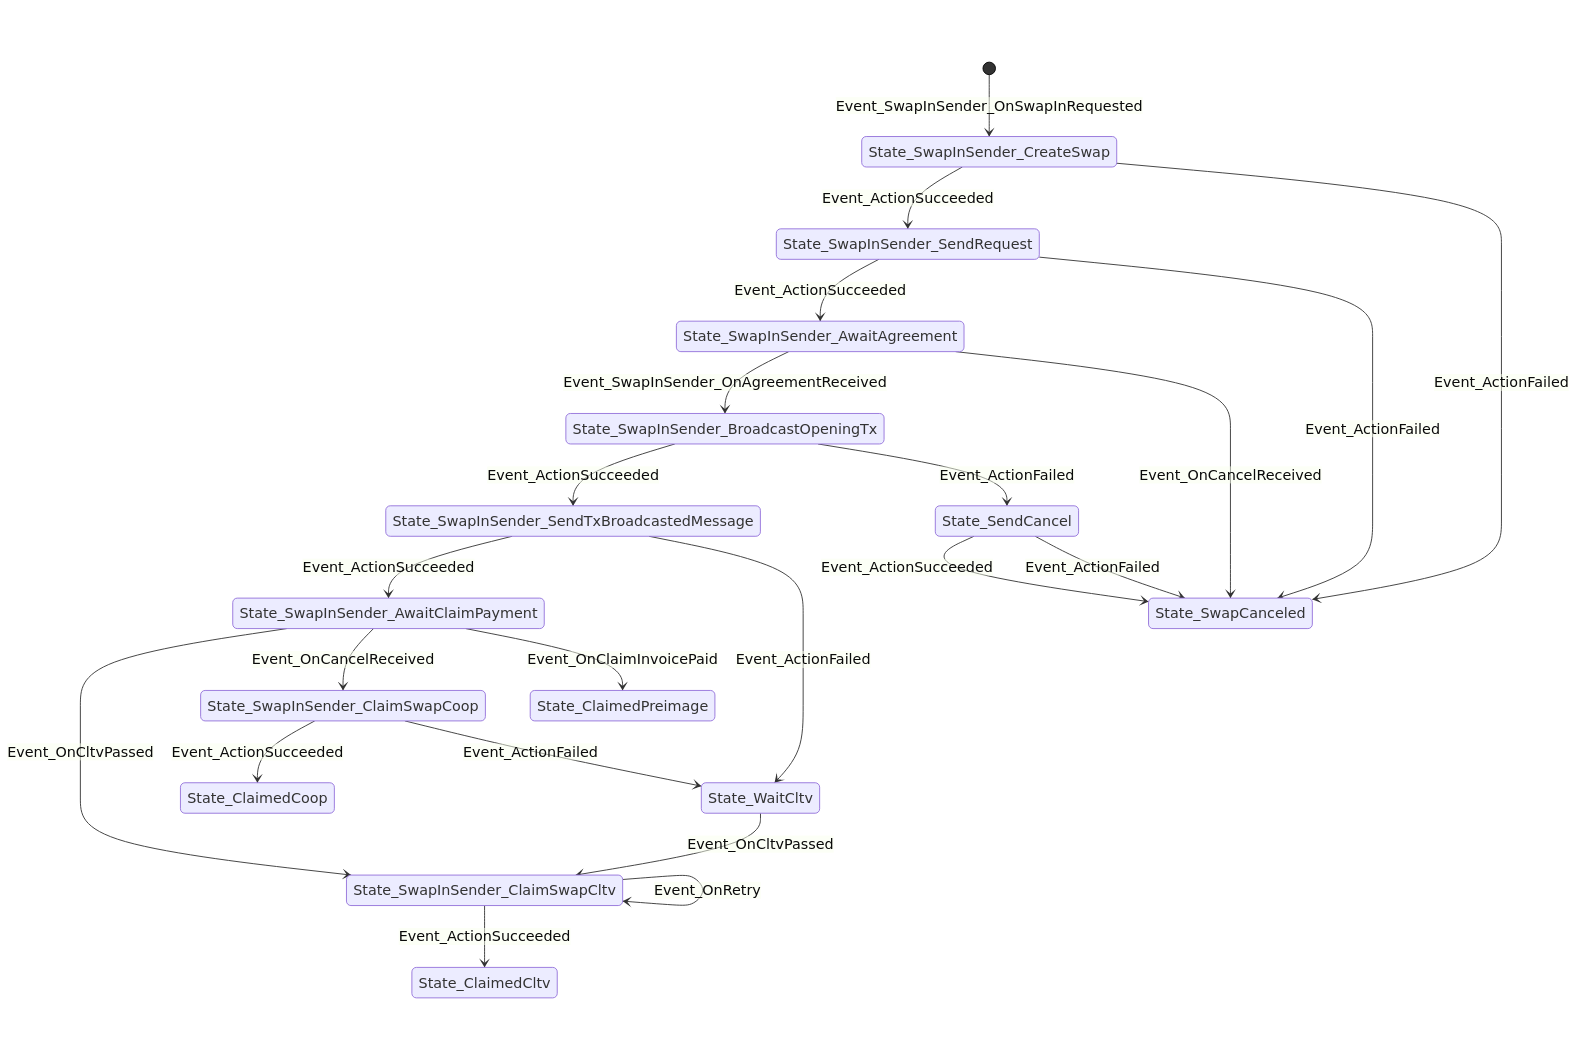 Event_SwapInSender_OnSwapInRequested
State_SwapInSender_CreateSwap
Event_ActionSucceeded
State_SwapInSender_SendRequest
Event_ActionSucceeded
State_SwapInSender_AwaitAgreement
Event_SwapInSender_OnAgreementReceived
Event_ActionFailed
State_SwapInSender_BroadcastOpeningTx
Event_ActionFailed
Event_ActionSucceeded
Event_ActionFailed
Event_OnCancelReceived
State_SwapInSender_SendTxBroadcastedMessage
State_SendCancel
Event_ActionSucceeded
Event_ActionSucceeded
Event_ActionFailed
State_SwapInSender_AwaitClaimPayment
State_SwapCanceled
Event_OnCancelReceived
Event_OnClaimInvoicePaid
Event_ActionFailed
State_SwapInSender_ClaimSwapCoop
State_ClaimedPreimage
Event_OnCltvPassed
Event_ActionSucceeded
Event_ActionFailed
State_ClaimedCoop
State_WaitCltv
Event_OnCltvPassed
State_SwapInSender_ClaimSwapCltv
Event_OnRetry
Event_ActionSucceeded
State_ClaimedCltv